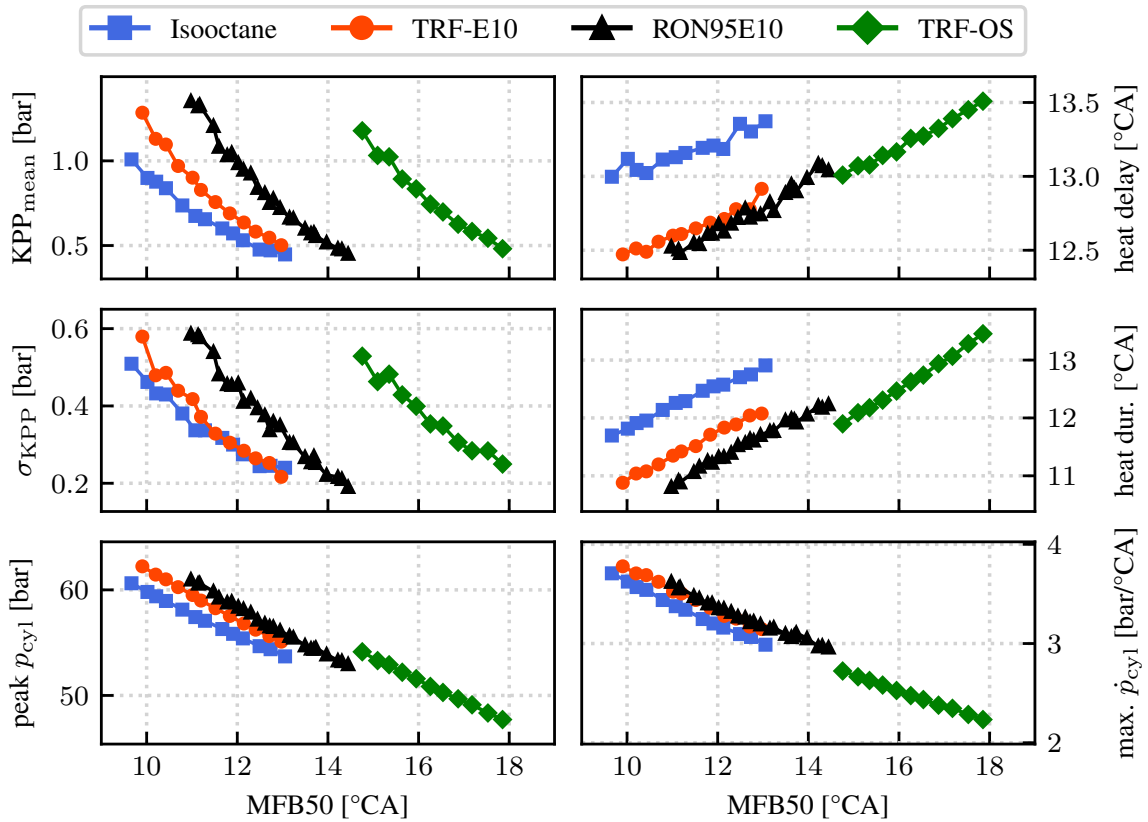 Isooctane TRF-E10 RON95E10 TRF-OS
KPP_mean [bar]
1.0
0.5
heat delay [°CA]
13.5
13.0
12.5
σ_KPP [bar]
0.6
0.4
0.2
heat dur. [°CA]
13
12
11
peak p_cyl [bar]
60
50
max. ṗ_cyl [bar/°CA]
4
3
2
10 12 14 16 18
MFB50 [°CA]
10 12 14 16 18
MFB50 [°CA]